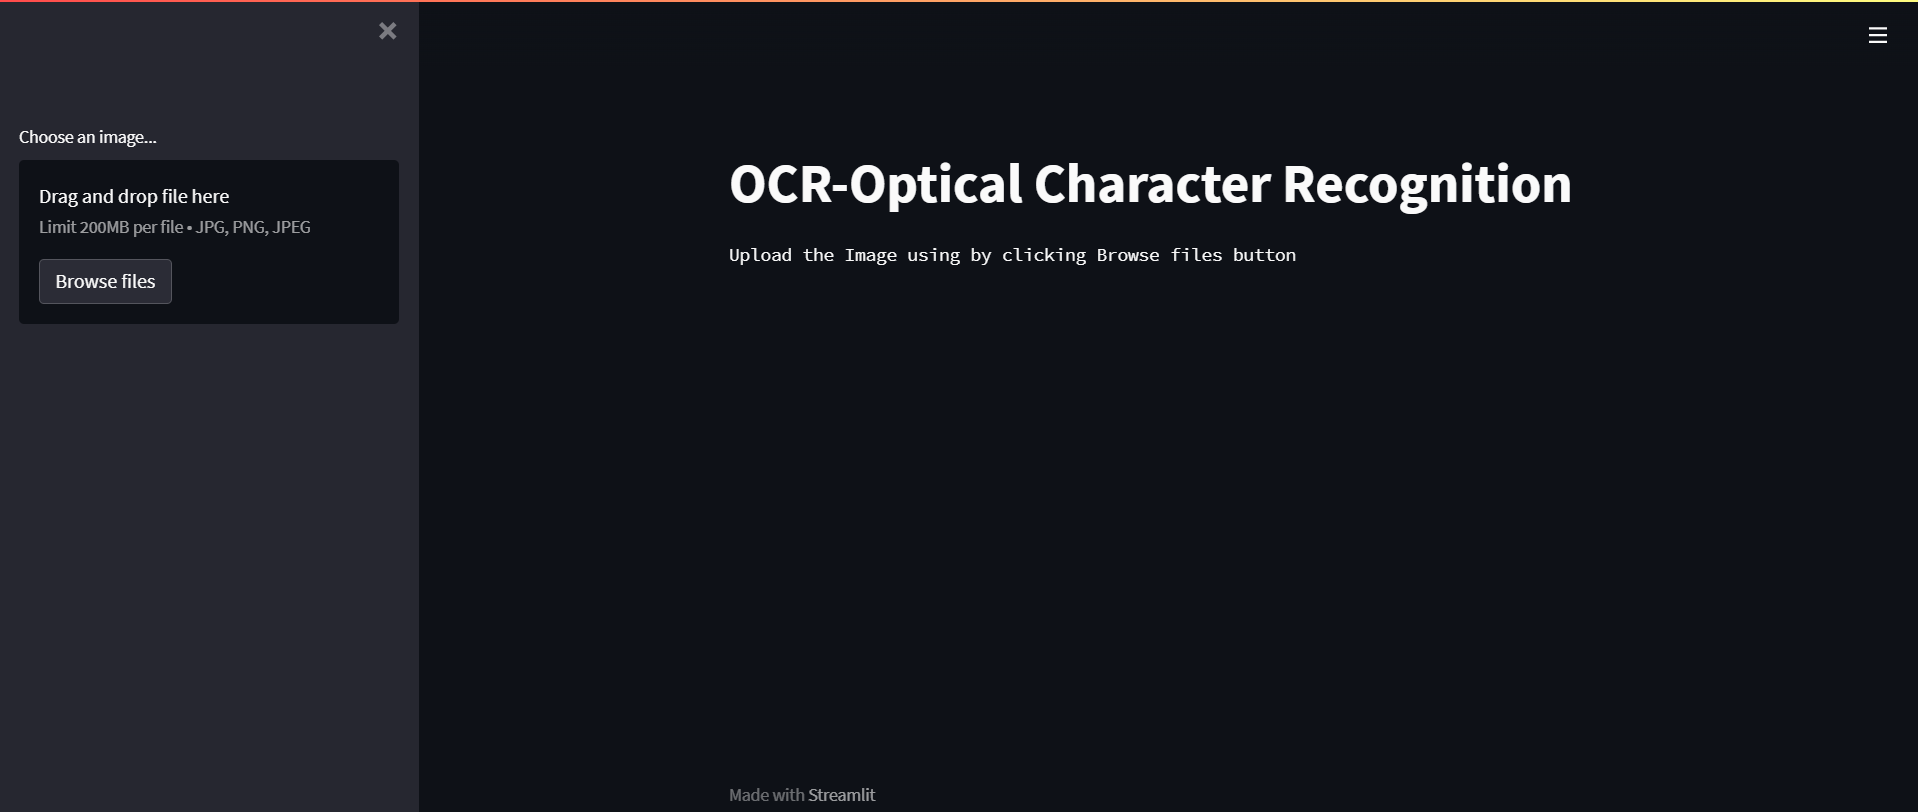 Choose an image...
Drag and drop file here
Limit 200MB per file • JPG, PNG, JPEG
Browse files
OCR-Optical Character Recognition
Upload the Image using by clicking Browse files button
Made with Streamlit